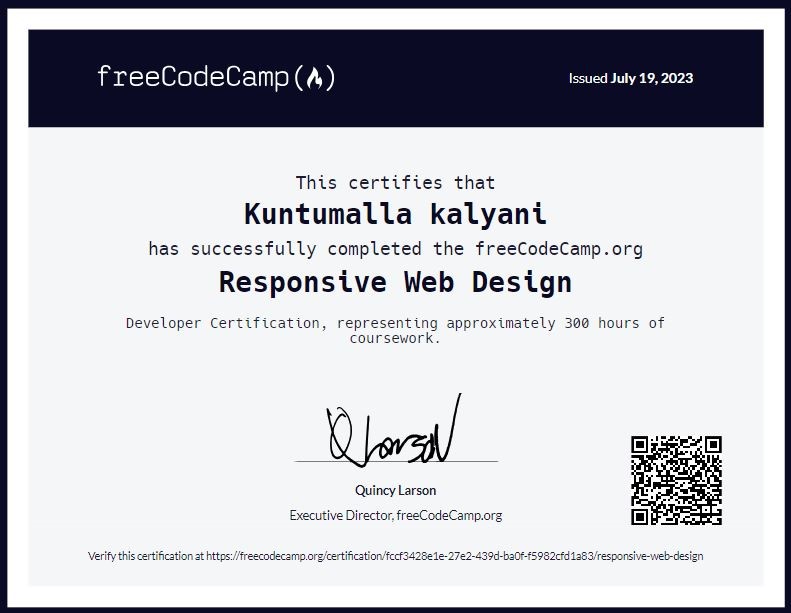 freeCodeCamp(🔥)
Issued July 19, 2023
This certifies that
Kuntumalla kalyani
has successfully completed the freeCodeCamp.org
Responsive Web Design
Developer Certification, representing approximately 300 hours of
coursework.
QLarson
Quincy Larson
Executive Director, freeCodeCamp.org
Verify this certification at https://freecodecamp.org/certification/fccf3428e1e-27e2-439d-ba0f-f5982cfd1a83/responsive-web-design